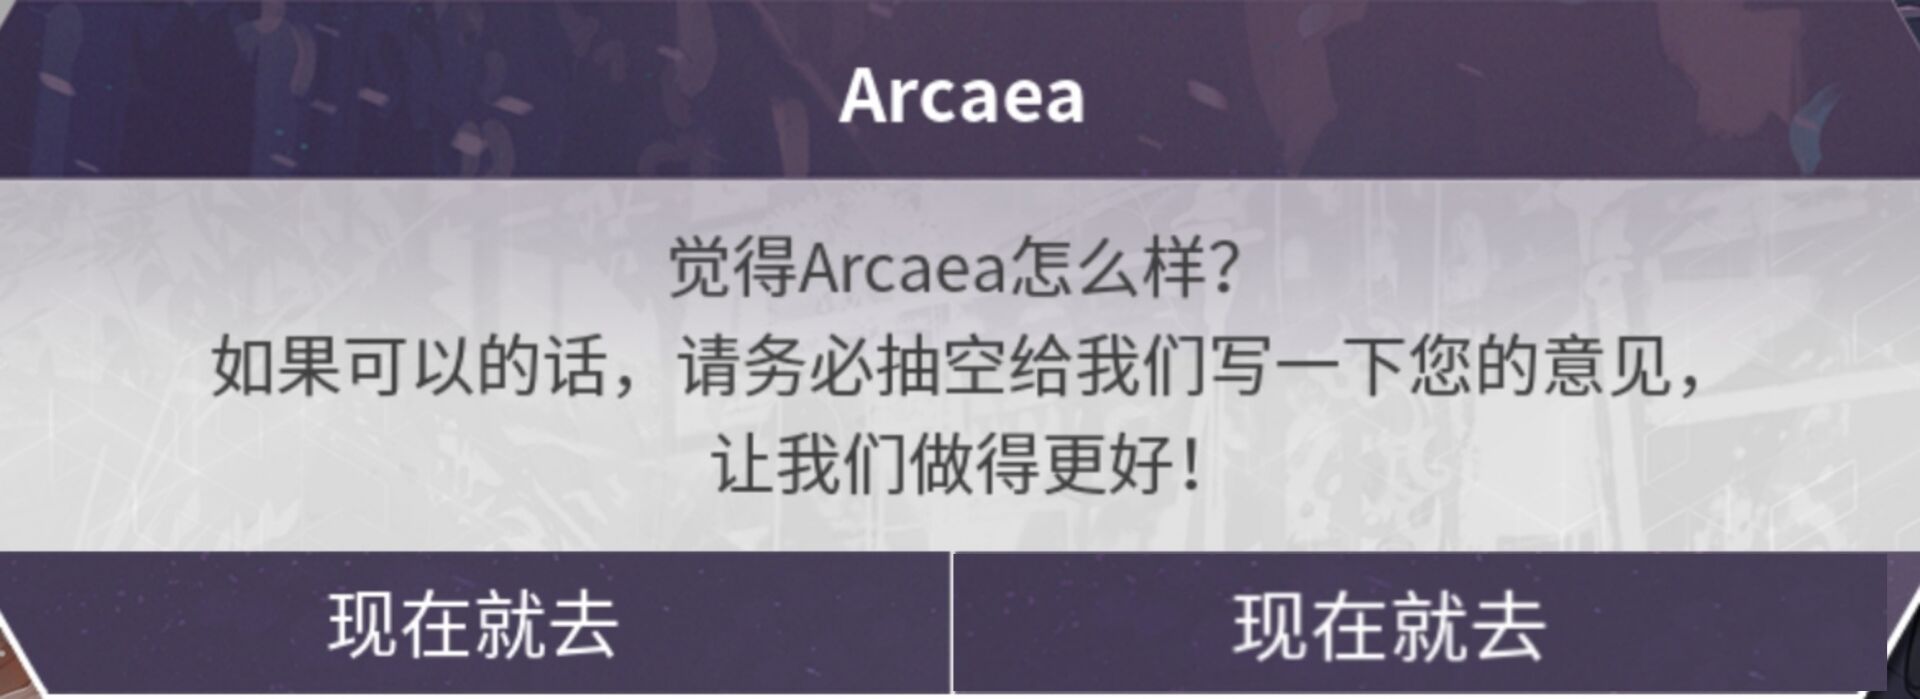 Arcaea
觉得Arcaea怎么样？
如果可以的话，请务必抽空给我们写一下您的意见，
让我们做得更好！
现在就去
现在就去